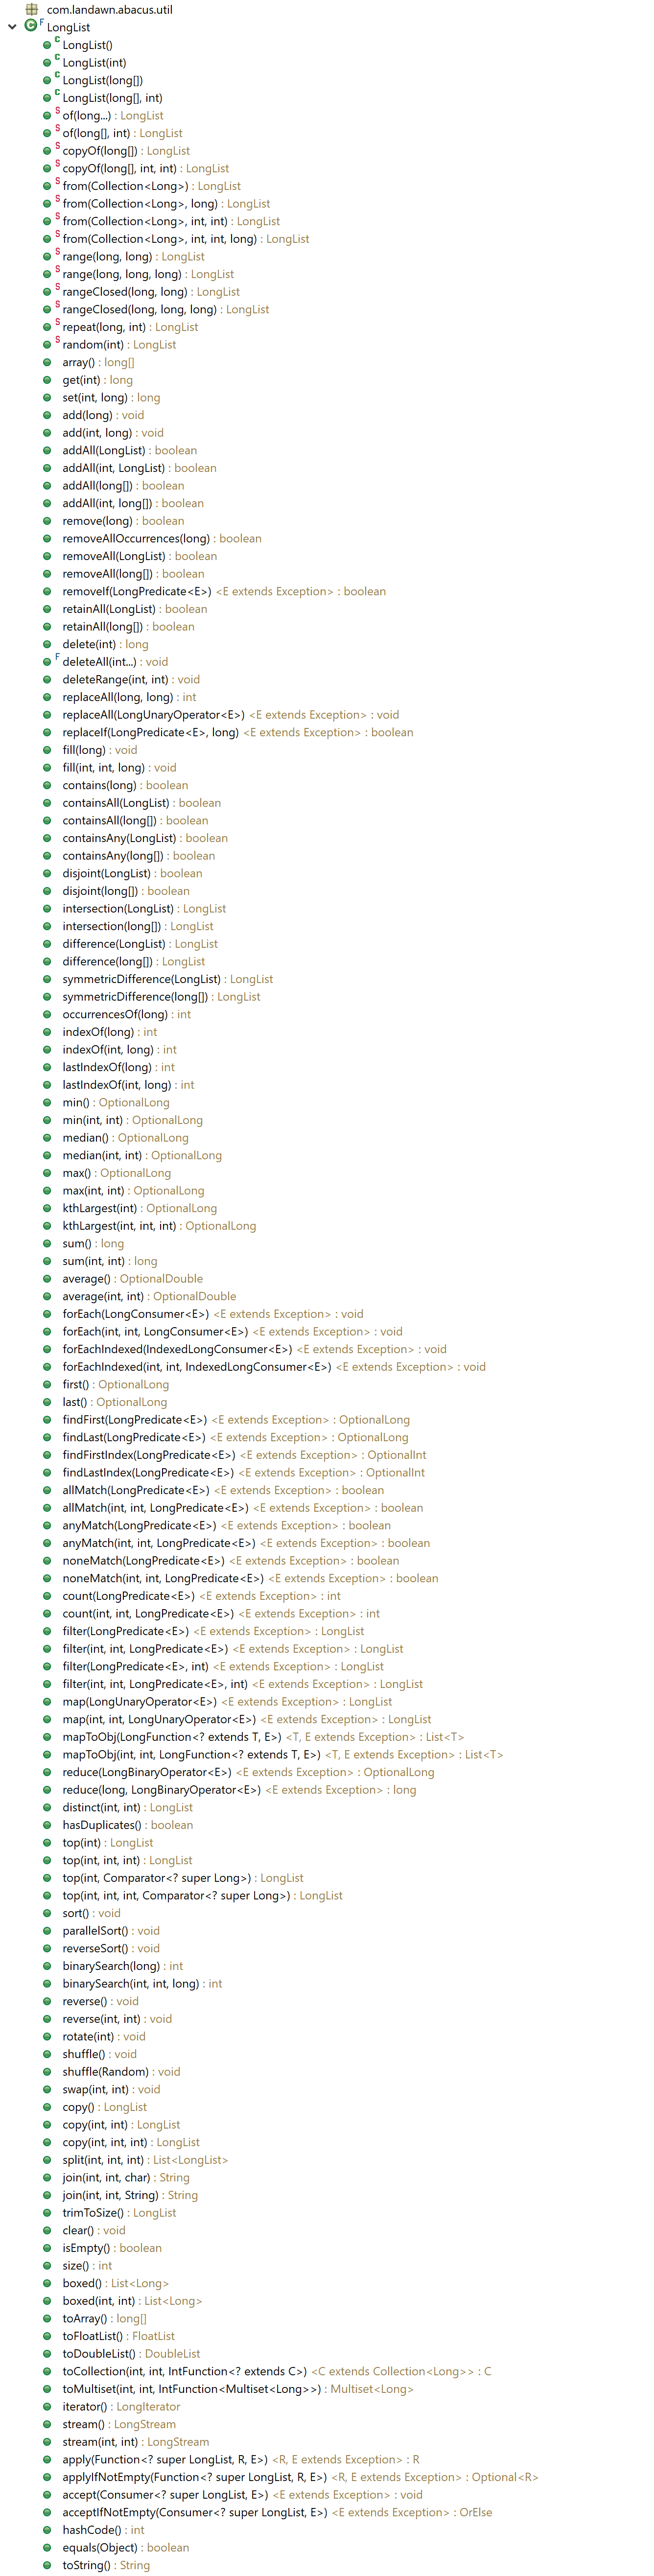 com.landawn.abacus.util
LongList
LongList()
LongList(int)
LongList(long[])
LongList(long[], int)
of(long...) : LongList
of(long[], int) : LongList
copyOf(long[]) : LongList
copyOf(long[], int, int) : LongList
from(Collection<Long>) : LongList
from(Collection<Long>, long) : LongList
from(Collection<Long>, int, int) : LongList
from(Collection<Long>, int, int, long) : LongList
range(long, long) : LongList
range(long, long, long) : LongList
rangeClosed(long, long) : LongList
rangeClosed(long, long, long) : LongList
repeat(long, int) : LongList
random(int) : LongList
array() : long[]
get(int) : long
set(int, long) : long
add(long) : void
add(int, long) : void
addAll(LongList) : boolean
addAll(int, LongList) : boolean
addAll(long[]) : boolean
addAll(int, long[]) : boolean
remove(long) : boolean
removeAllOccurrences(long) : boolean
removeAll(LongList) : boolean
removeAll(long[]) : boolean
removeIf(LongPredicate<E>) <E extends Exception> : boolean
retainAll(LongList) : boolean
retainAll(long[]) : boolean
delete(int) : long
deleteAll(int...) : void
deleteRange(int, int) : void
replaceAll(long, long) : int
replaceAll(LongUnaryOperator<E>) <E extends Exception> : void
replaceIf(LongPredicate<E>, long) <E extends Exception> : boolean
fill(long) : void
fill(int, int, long) : void
contains(long) : boolean
containsAll(LongList) : boolean
containsAll(long[]) : boolean
containsAny(LongList) : boolean
containsAny(long[]) : boolean
disjoint(LongList) : boolean
disjoint(long[]) : boolean
intersection(LongList) : LongList
intersection(long[]) : LongList
difference(LongList) : LongList
difference(long[]) : LongList
symmetricDifference(LongList) : LongList
symmetricDifference(long[]) : LongList
occurrencesOf(long) : int
indexOf(long) : int
indexOf(int, long) : int
lastIndexOf(long) : int
lastIndexOf(int, long) : int
min() : OptionalLong
min(int, int) : OptionalLong
median() : OptionalLong
median(int, int) : OptionalLong
max() : OptionalLong
max(int, int) : OptionalLong
kthLargest(int) : OptionalLong
kthLargest(int, int, int) : OptionalLong
sum() : long
sum(int, int) : long
average() : OptionalDouble
average(int, int) : OptionalDouble
forEach(LongConsumer<E>) <E extends Exception> : void
forEach(int, int, LongConsumer<E>) <E extends Exception> : void
forEachIndexed(IndexedLongConsumer<E>) <E extends Exception> : void
forEachIndexed(int, int, IndexedLongConsumer<E>) <E extends Exception> : void
first() : OptionalLong
last() : OptionalLong
findFirst(LongPredicate<E>) <E extends Exception> : OptionalLong
findLast(LongPredicate<E>) <E extends Exception> : OptionalLong
findFirstIndex(LongPredicate<E>) <E extends Exception> : OptionalInt
findLastIndex(LongPredicate<E>) <E extends Exception> : OptionalInt
allMatch(LongPredicate<E>) <E extends Exception> : boolean
allMatch(int, int, LongPredicate<E>) <E extends Exception> : boolean
anyMatch(LongPredicate<E>) <E extends Exception> : boolean
anyMatch(int, int, LongPredicate<E>) <E extends Exception> : boolean
noneMatch(LongPredicate<E>) <E extends Exception> : boolean
noneMatch(int, int, LongPredicate<E>) <E extends Exception> : boolean
count(LongPredicate<E>) <E extends Exception> : int
count(int, int, LongPredicate<E>) <E extends Exception> : int
filter(LongPredicate<E>) <E extends Exception> : LongList
filter(int, int, LongPredicate<E>) <E extends Exception> : LongList
filter(LongPredicate<E>, int) <E extends Exception> : LongList
filter(int, int, LongPredicate<E>, int) <E extends Exception> : LongList
map(LongUnaryOperator<E>) <E extends Exception> : LongList
map(int, int, LongUnaryOperator<E>) <E extends Exception> : LongList
mapToObj(LongFunction<? extends T, E>) <T, E extends Exception> : List<T>
mapToObj(int, int, LongFunction<? extends T, E>) <T, E extends Exception> : List<T>
reduce(LongBinaryOperator<E>) <E extends Exception> : OptionalLong
reduce(long, LongBinaryOperator<E>) <E extends Exception> : long
distinct(int, int) : LongList
hasDuplicates() : boolean
top(int) : LongList
top(int, int, int) : LongList
top(int, Comparator<? super Long>) : LongList
top(int, int, int, Comparator<? super Long>) : LongList
sort() : void
parallelSort() : void
reverseSort() : void
binarySearch(long) : int
binarySearch(int, int, long) : int
reverse() : void
reverse(int, int) : void
rotate(int) : void
shuffle() : void
shuffle(Random) : void
swap(int, int) : void
copy() : LongList
copy(int, int) : LongList
copy(int, int, int) : LongList
split(int, int, int) : List<LongList>
join(int, int, char) : String
join(int, int, String) : String
trimToSize() : LongList
clear() : void
isEmpty() : boolean
size() : int
boxed() : List<Long>
boxed(int, int) : List<Long>
toArray() : long[]
toFloatList() : FloatList
toDoubleList() : DoubleList
toCollection(int, int, IntFunction<? extends C>) <C extends Collection<Long>> : C
toMultiset(int, int, IntFunction<Multiset<Long>>) : Multiset<Long>
iterator() : LongIterator
stream() : LongStream
stream(int, int) : LongStream
apply(Function<? super LongList, R, E>) <R, E extends Exception> : R
applyIfNotEmpty(Function<? super LongList, R, E>) <R, E extends Exception> : Optional<R>
accept(Consumer<? super LongList, E>) <E extends Exception> : void
acceptIfNotEmpty(Consumer<? super LongList, E>) <E extends Exception> : OrElse
hashCode() : int
equals(Object) : boolean
toString() : String